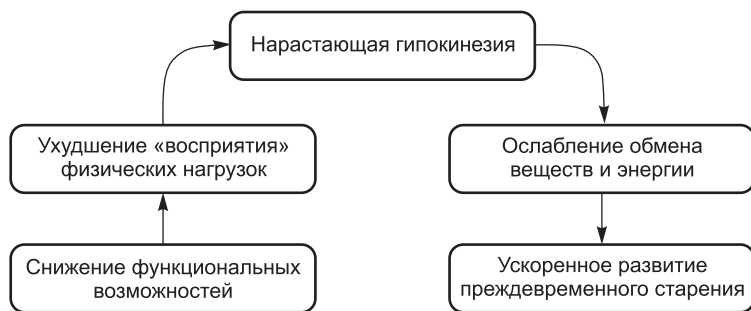 Нарастающая гипокинезия
Ухудшение «восприятия»
физических нагрузок
Ослабление обмена
веществ и энергии
Снижение функциональных
возможностей
Ускоренное развитие
преждевременного старения